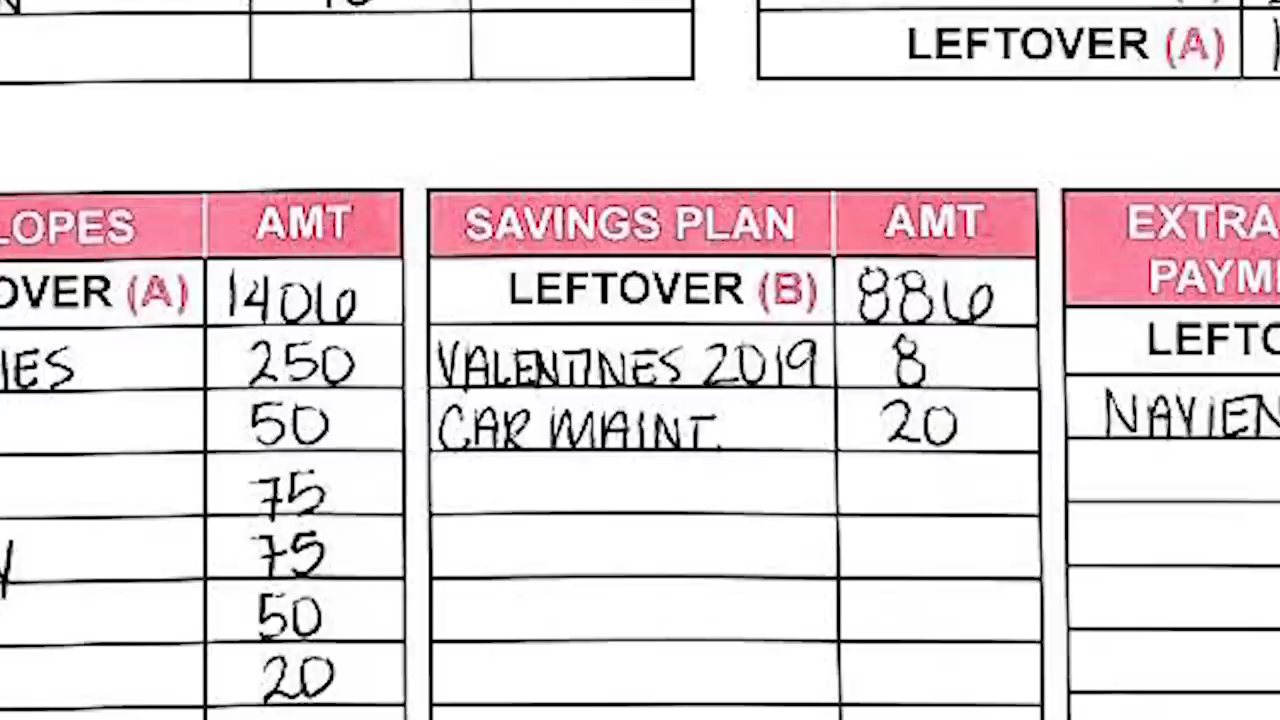 LEFTOVER (A)
LOPES AMT
OVER (A) 1406
IES 250
50
75
75
50
20
SAVINGS PLAN AMT
LEFTOVER (B) 886
VALENTINES 2019 8
CAR MAINT. 20
EXTRA
PAYM
LEFTO
NAVIEN